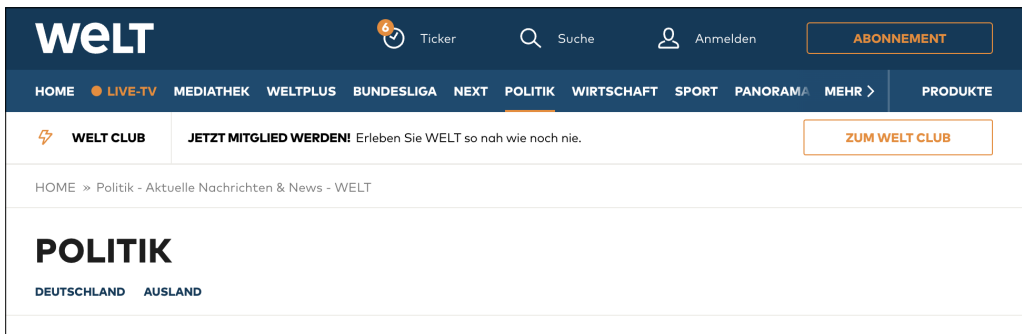 WELT
6 Ticker Suche Anmelden ABONNEMENT
HOME LIVE-TV MEDIATHEK WELTPLUS BUNDESLIGA NEXT POLITIK WIRTSCHAFT SPORT PANORAMA MEHR > PRODUKTE
WELT CLUB JETZT MITGLIED WERDEN! Erleben Sie WELT so nah wie noch nie. ZUM WELT CLUB
HOME » Politik - Aktuelle Nachrichten & News - WELT
POLITIK
DEUTSCHLAND AUSLAND